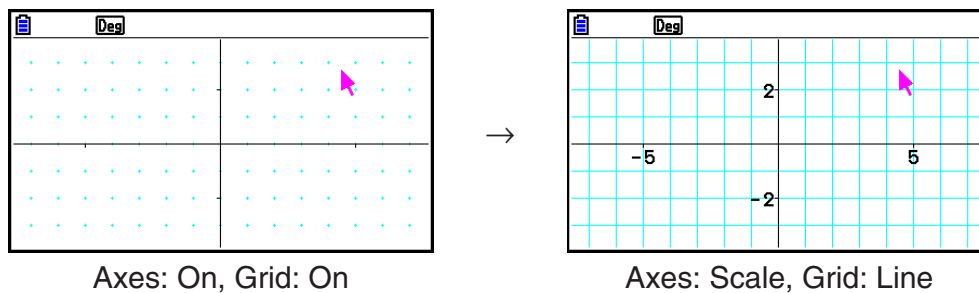 Deg
Deg
2
-5
5
-2
→
Axes: On, Grid: On
Axes: Scale, Grid: Line